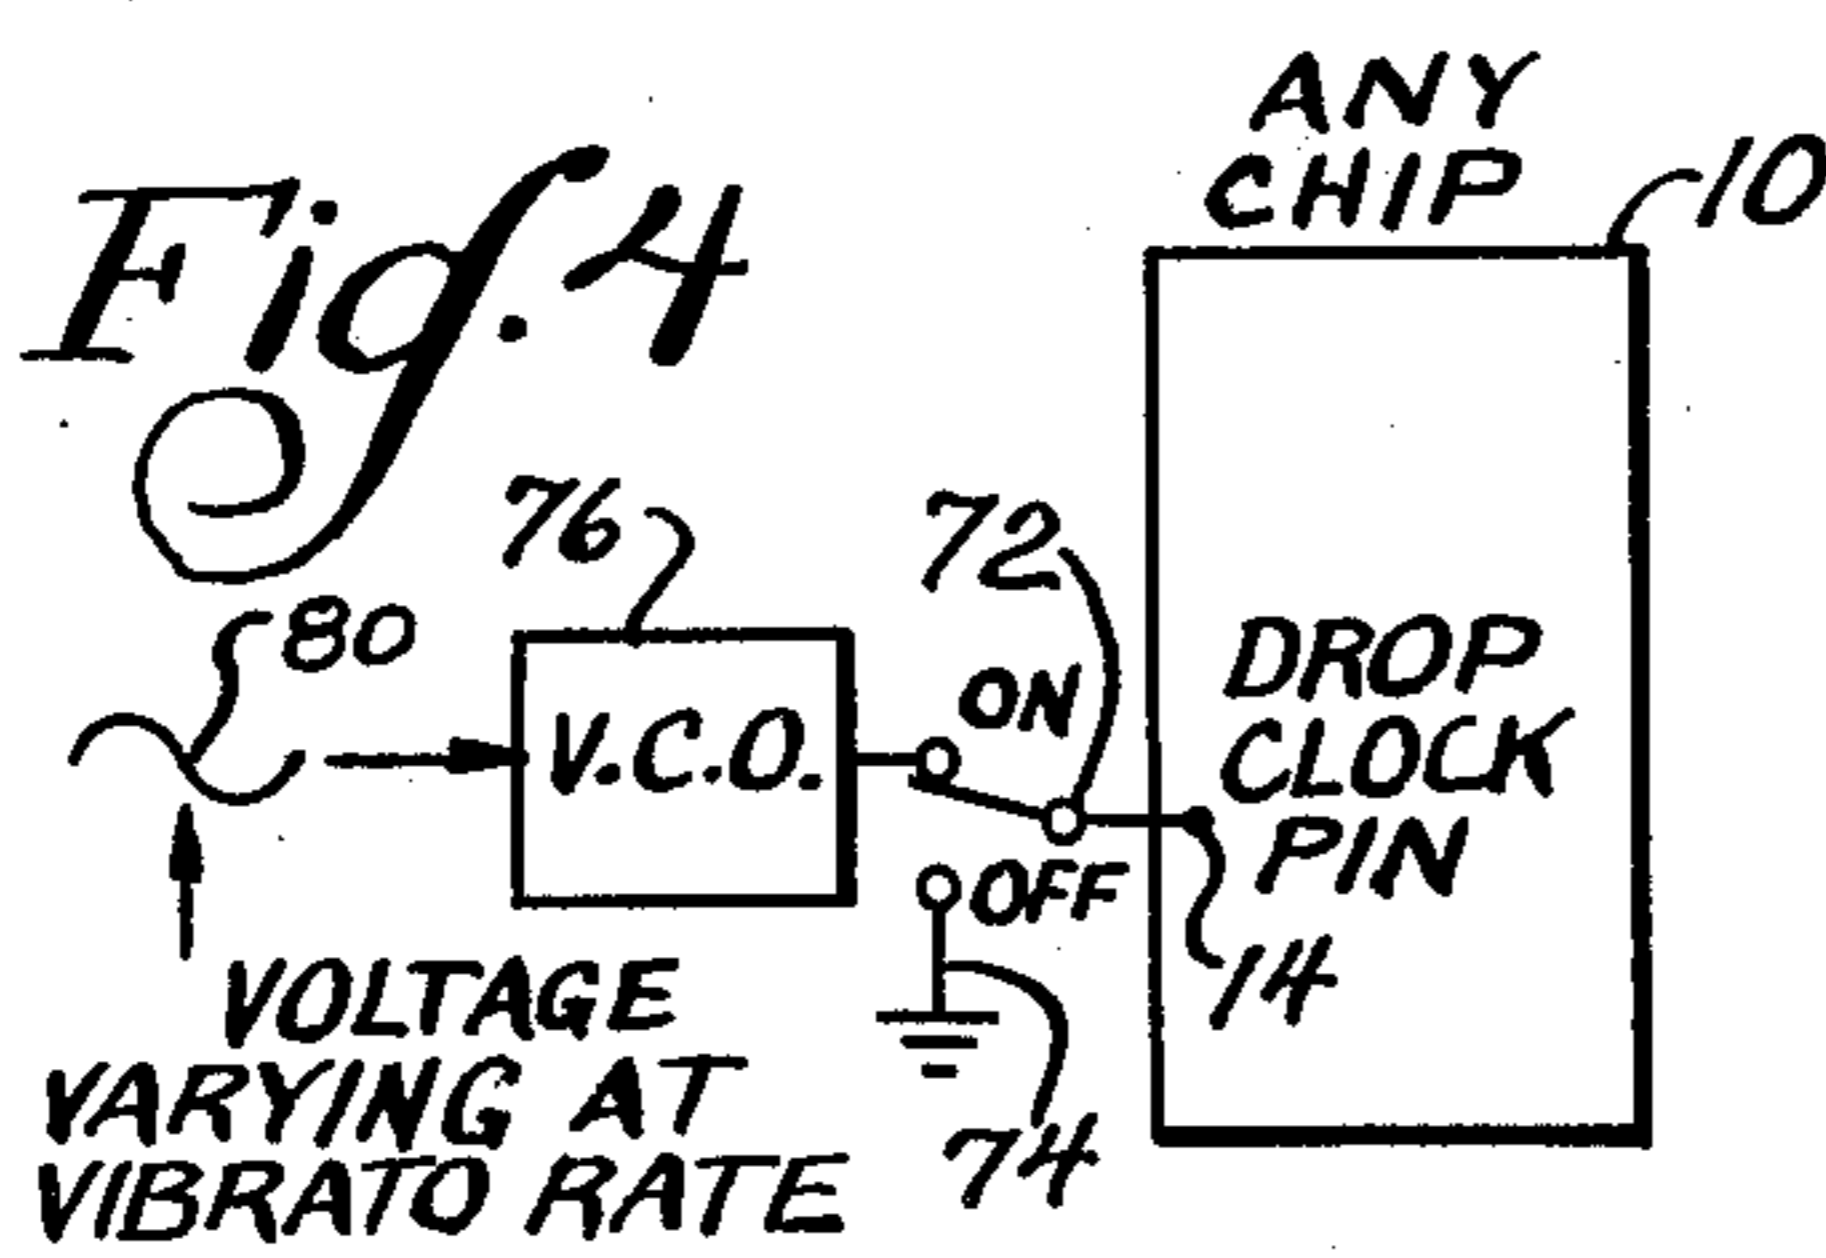 Fig. 4
ANY
CHIP
10
76
72
80
ON
V.C.O.
DROP
CLOCK
PIN
OFF
14
74
VOLTAGE
VARYING AT
VIBRATO RATE